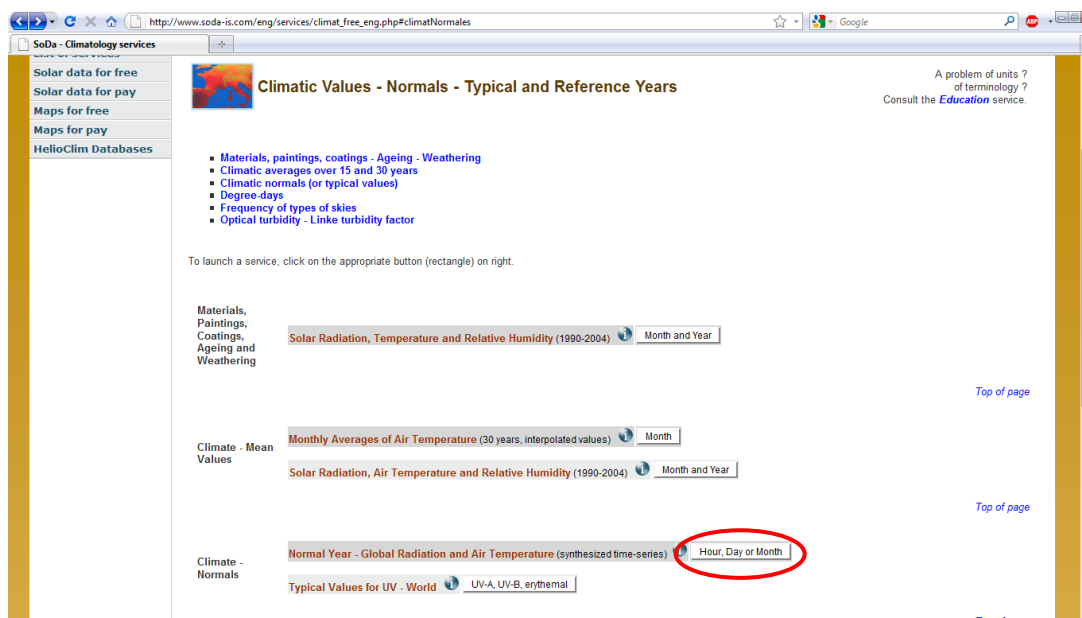 http://www.soda-is.com/eng/services/climat_free_eng.php#climatNormales
Google
ABP
SoDa - Climatology services
List of services
Solar data for free
Solar data for pay
Maps for free
Maps for pay
HelioClim Databases
Climatic Values - Normals - Typical and Reference Years
A problem of units ?
of terminology ?
Consult the Education service.
Materials, paintings, coatings - Ageing - Weathering
Climatic averages over 15 and 30 years
Climatic normals (or typical values)
Degree-days
Frequency of types of skies
Optical turbidity - Linke turbidity factor
To launch a service, click on the appropriate button (rectangle) on right.
Materials,
Paintings,
Coatings,
Ageing and
Weathering
Solar Radiation, Temperature and Relative Humidity (1990-2004) Month and Year
Top of page
Climate - Mean
Values
Monthly Averages of Air Temperature (30 years, interpolated values) Month
Solar Radiation, Air Temperature and Relative Humidity (1990-2004) Month and Year
Top of page
Climate -
Normals
Normal Year - Global Radiation and Air Temperature (synthesized time-series) Hour, Day or Month
Typical Values for UV - World UV-A, UV-B, erythemal